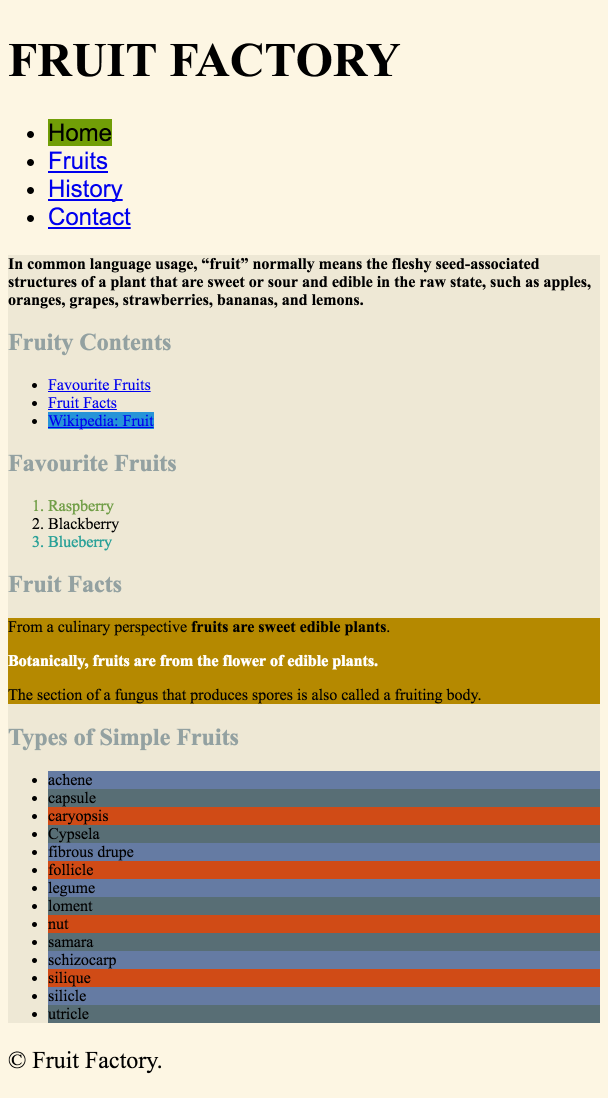 FRUIT FACTORY
• Home
• Fruits
• History
• Contact
In common language usage, “fruit” normally means the fleshy seed-associated
structures of a plant that are sweet or sour and edible in the raw state, such as apples,
oranges, grapes, strawberries, bananas, and lemons.
Fruity Contents
• Favourite Fruits
• Fruit Facts
• Wikipedia: Fruit
Favourite Fruits
1. Raspberry
2. Blackberry
3. Blueberry
Fruit Facts
From a culinary perspective fruits are sweet edible plants.
Botanically, fruits are from the flower of edible plants.
The section of a fungus that produces spores is also called a fruiting body.
Types of Simple Fruits
• achene
• capsule
• caryopsis
• Cypsela
• fibrous drupe
• follicle
• legume
• loment
• nut
• samara
• schizocarp
• silique
• silicle
• utricle
© Fruit Factory.